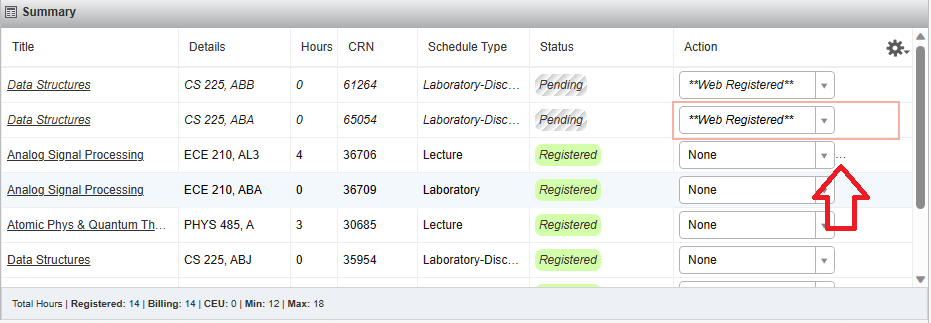 Summary
Title Details Hours CRN Schedule Type Status Action
Data Structures CS 225, ABB 0 61264 Laboratory-Disc… Pending **Web Registered**
Data Structures CS 225, ABA 0 65054 Laboratory-Disc… Pending **Web Registered**
Analog Signal Processing ECE 210, AL3 4 36706 Lecture Registered None ...
Analog Signal Processing ECE 210, ABA 0 36709 Laboratory Registered None
Atomic Phys & Quantum Th… PHYS 485, A 3 30685 Lecture Registered None
Data Structures CS 225, ABJ 0 35954 Laboratory-Disc… Registered None
Total Hours | Registered: 14 | Billing: 14 | CEU: 0 | Min: 12 | Max: 18